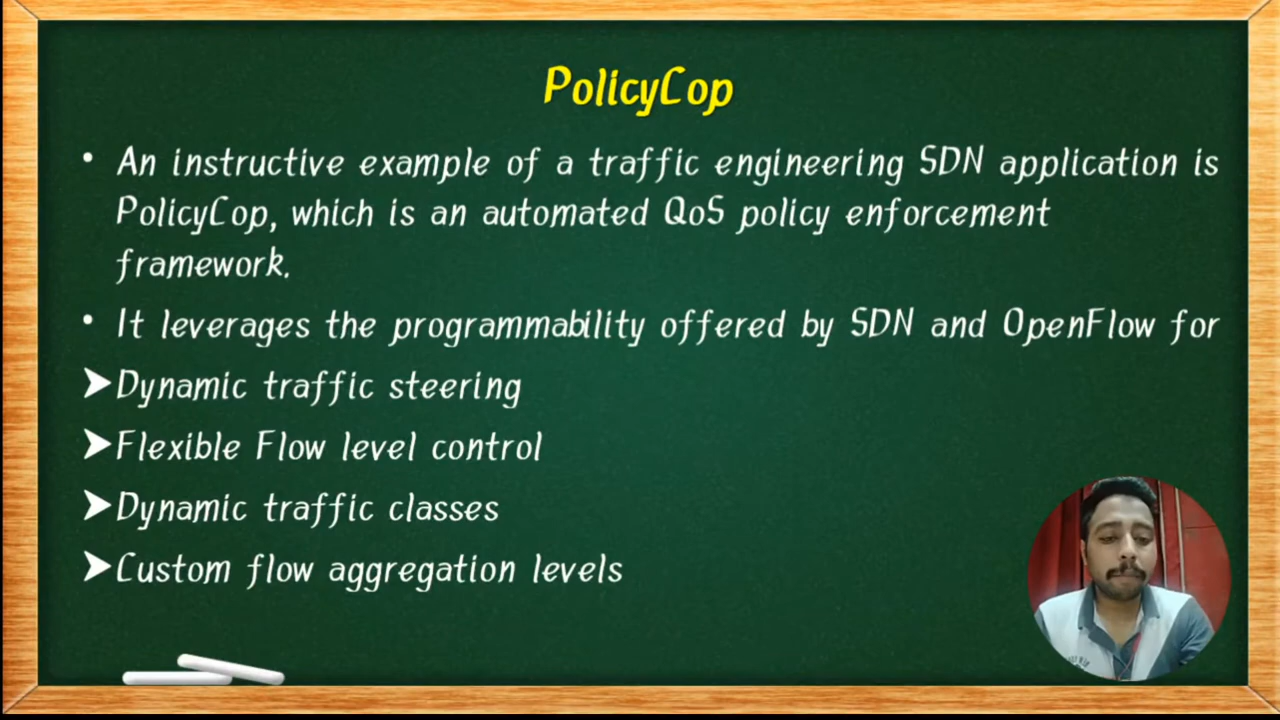 PolicyCop
• An instructive example of a traffic engineering SDN application is
PolicyCop, which is an automated QoS policy enforcement
framework.
• It leverages the programmability offered by SDN and OpenFlow for
➤Dynamic traffic steering
➤Flexible Flow level control
➤Dynamic traffic classes
➤Custom flow aggregation levels